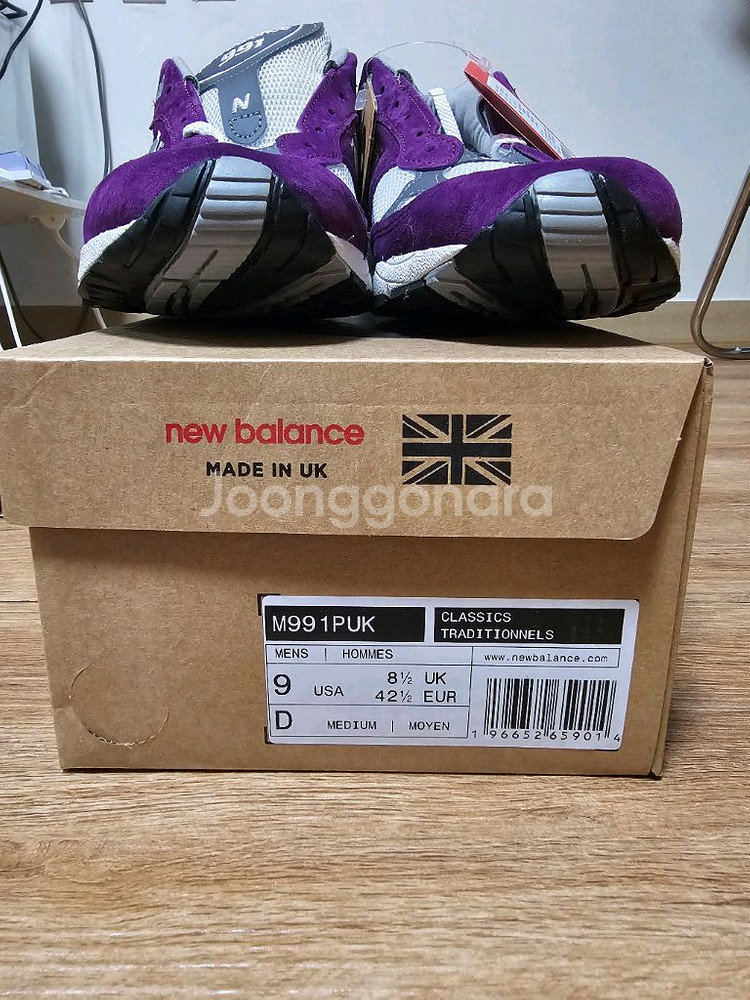 991
N
new balance
MADE IN UK
Joonggonara
M991PUK
CLASSICS
TRADITIONNELS
MENS | HOMMES
www.newbalance.com
9 USA 8½ UK
42½ EUR
D MEDIUM | MOYEN
1 96652 65901 4